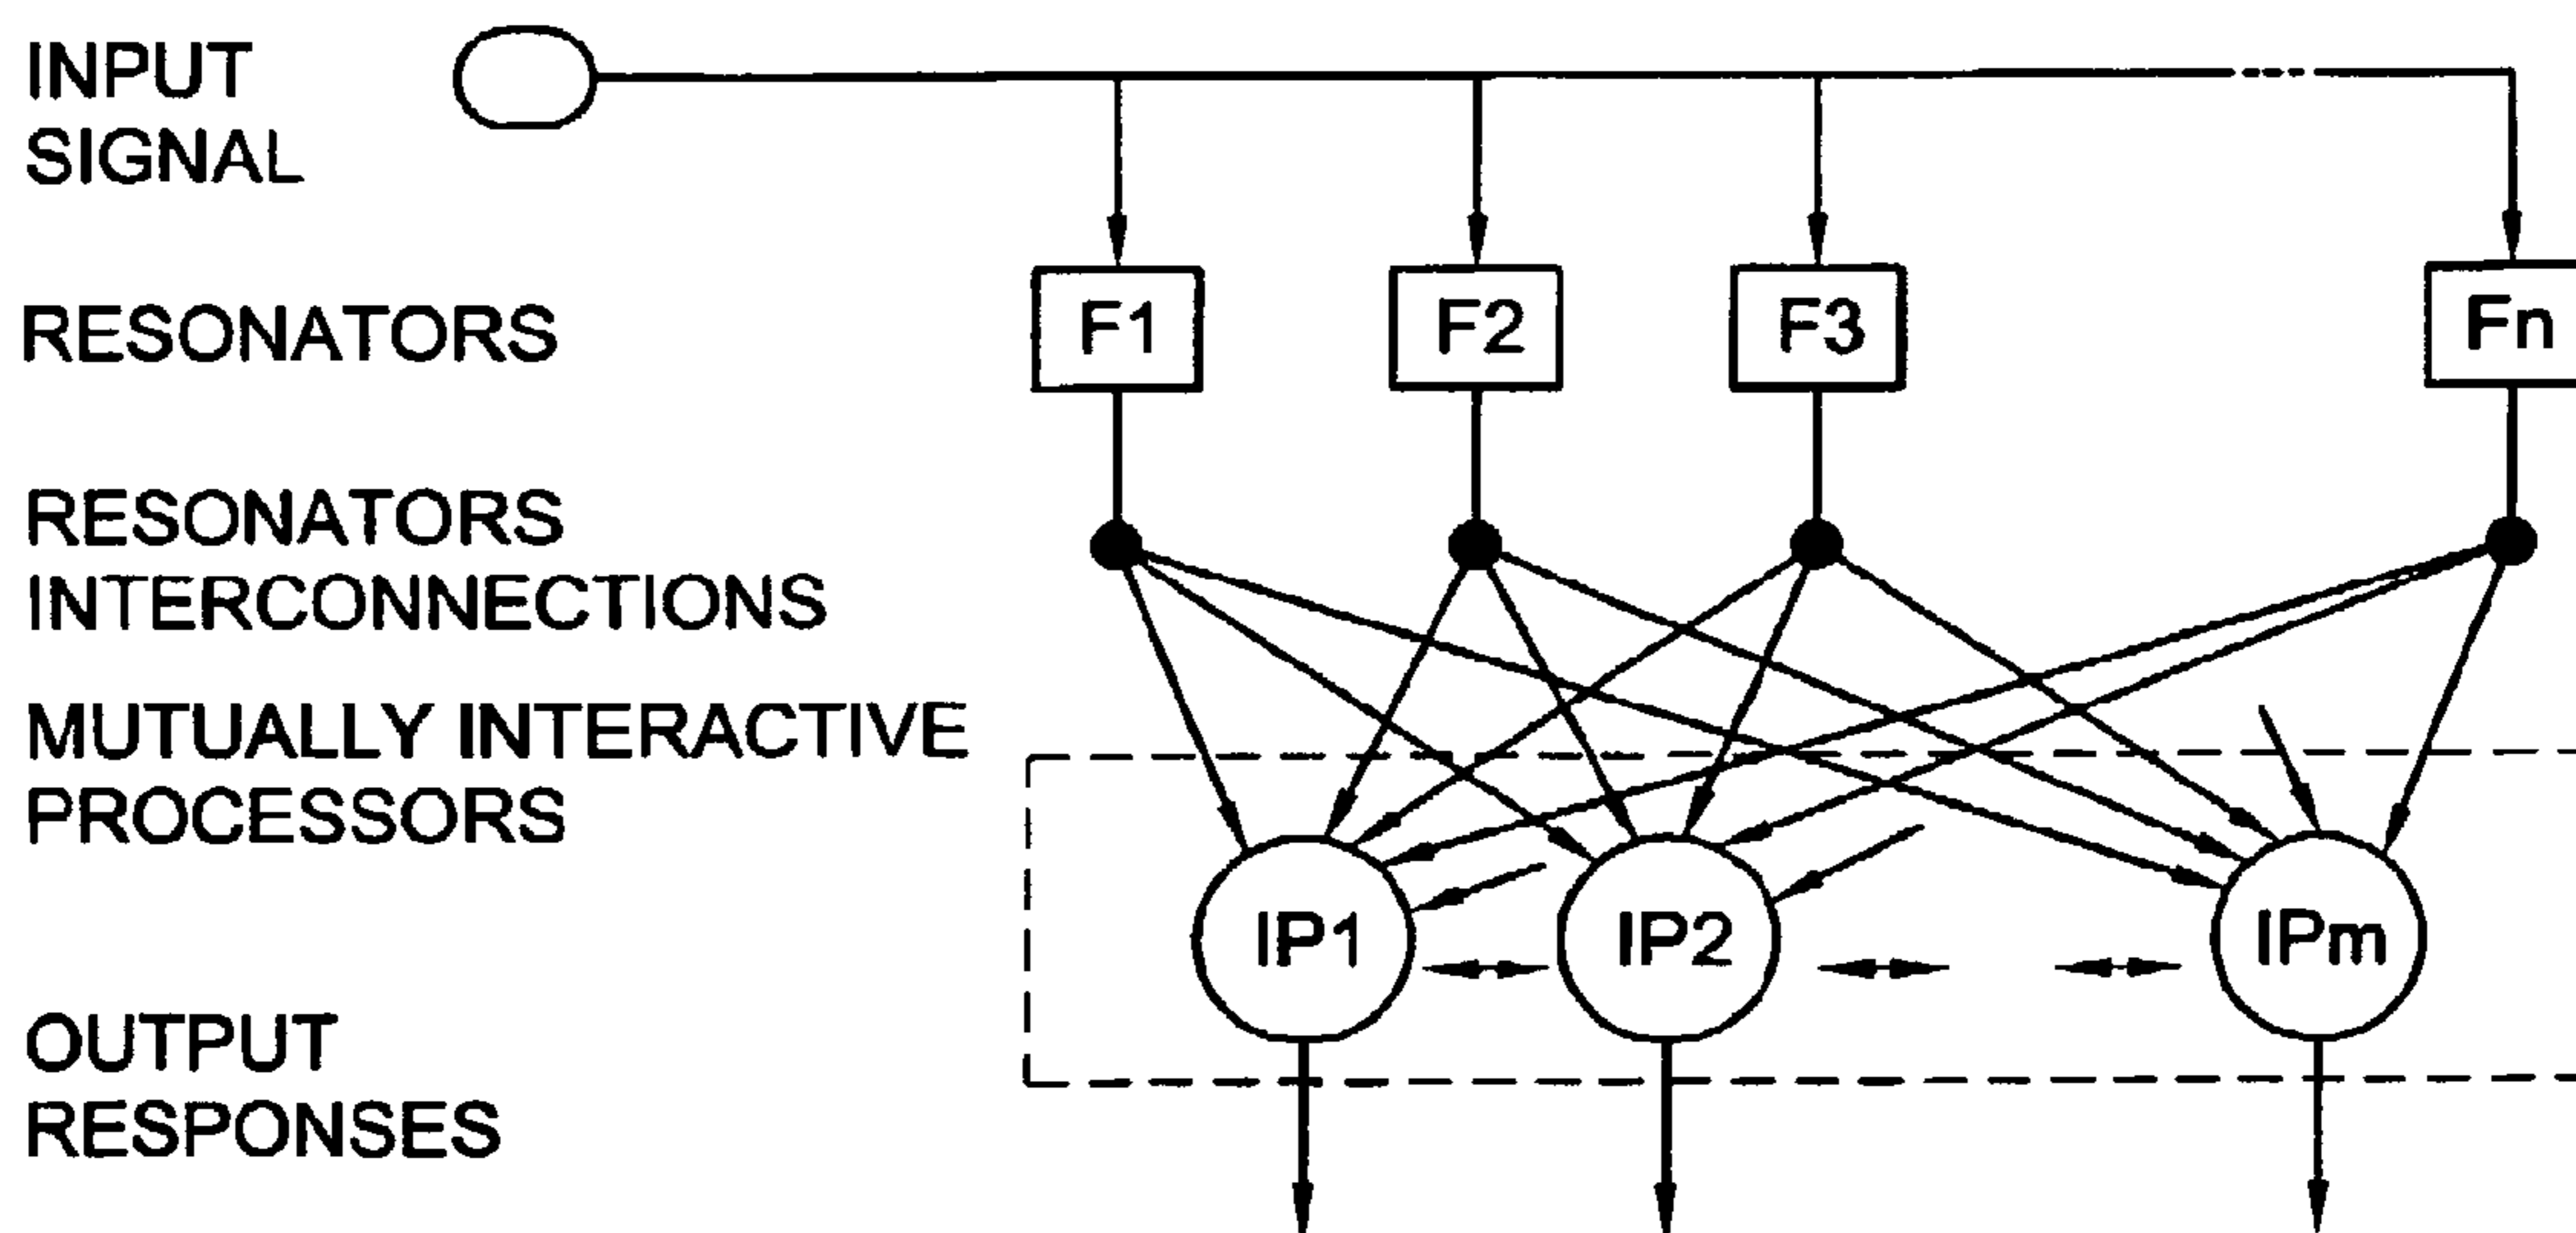 INPUT
SIGNAL
RESONATORS
F1 F2 F3 Fn
RESONATORS
INTERCONNECTIONS
MUTUALLY INTERACTIVE
PROCESSORS
IP1 IP2 IPm
OUTPUT
RESPONSES